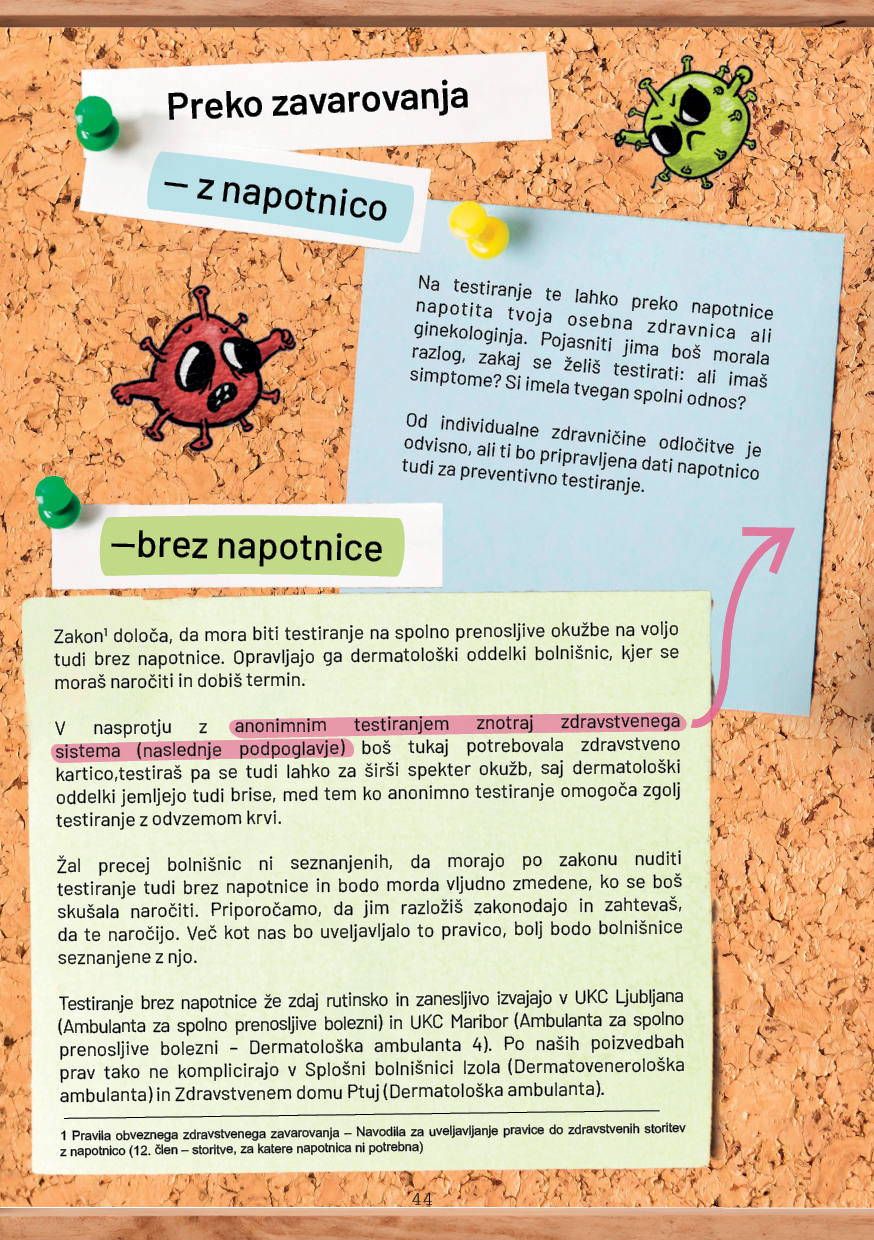 Preko zavarovanja
– z napotnico
Na testiranje te lahko preko napotnice
napotita tvoja osebna zdravnica ali
ginekologinja. Pojasniti jima boš morala
razlog, zakaj se želiš testirati: ali imaš
simptome? Si imela tvegan spolni odnos?
Od individualne zdravničine odločitve je
odvisno, ali ti bo pripravljena dati napotnico
tudi za preventivno testiranje.
–brez napotnice
Zakon¹ določa, da mora biti testiranje na spolno prenosljive okužbe na voljo
tudi brez napotnice. Opravljajo ga dermatološki oddelki bolnišnic, kjer se
moraš naročiti in dobiš termin.
V nasprotju z anonimnim testiranjem znotraj zdravstvenega
sistema (naslednje podpoglavje) boš tukaj potrebovala zdravstveno
kartico,testiraš pa se tudi lahko za širši spekter okužb, saj dermatološki
oddelki jemljejo tudi brise, med tem ko anonimno testiranje omogoča zgolj
testiranje z odvzemom krvi.
Žal precej bolnišnic ni seznanjenih, da morajo po zakonu nuditi
testiranje tudi brez napotnice in bodo morda vljudno zmedene, ko se boš
skušala naročiti. Priporočamo, da jim razložiš zakonodajo in zahtevaš,
da te naročijo. Več kot nas bo uveljavljalo to pravico, bolj bodo bolnišnice
seznanjene z njo.
Testiranje brez napotnice že zdaj rutinsko in zanesljivo izvajajo v UKC Ljubljana
(Ambulanta za spolno prenosljive bolezni) in UKC Maribor (Ambulanta za spolno
prenosljive bolezni – Dermatološka ambulanta 4). Po naših poizvedbah
prav tako ne komplicirajo v Splošni bolnišnici Izola (Dermatovenerološka
ambulanta) in Zdravstvenem domu Ptuj (Dermatološka ambulanta).
1 Pravila obveznega zdravstvenega zavarovanja – Navodila za uveljavljanje pravice do zdravstvenih storitev
z napotnico (12. člen – storitve, za katere napotnica ni potrebna)
44